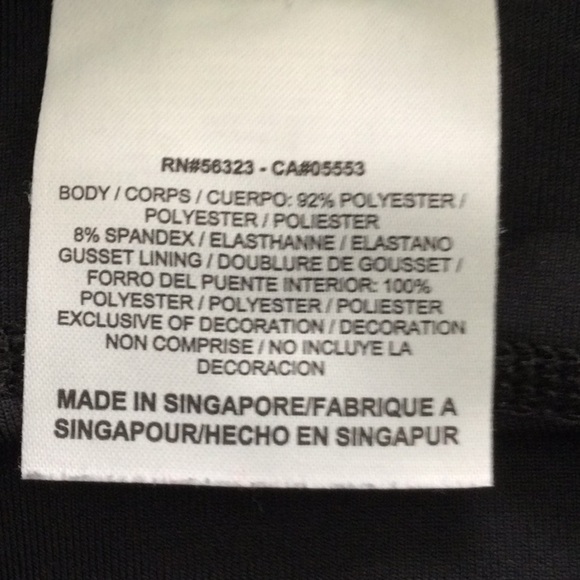 RN#56323 - CA#05553
BODY / CORPS / CUERPO: 92% POLYESTER /
POLYESTER / POLIESTER
8% SPANDEX / ELASTHANNE / ELASTANO
GUSSET LINING / DOUBLURE DE GOUSSET /
FORRO DEL PUENTE INTERIOR: 100%
POLYESTER / POLYESTER / POLIESTER
EXCLUSIVE OF DECORATION / DECORATION
NON COMPRISE / NO INCLUYE LA
DECORACION
MADE IN SINGAPORE/FABRIQUE A
SINGAPOUR/HECHO EN SINGAPUR